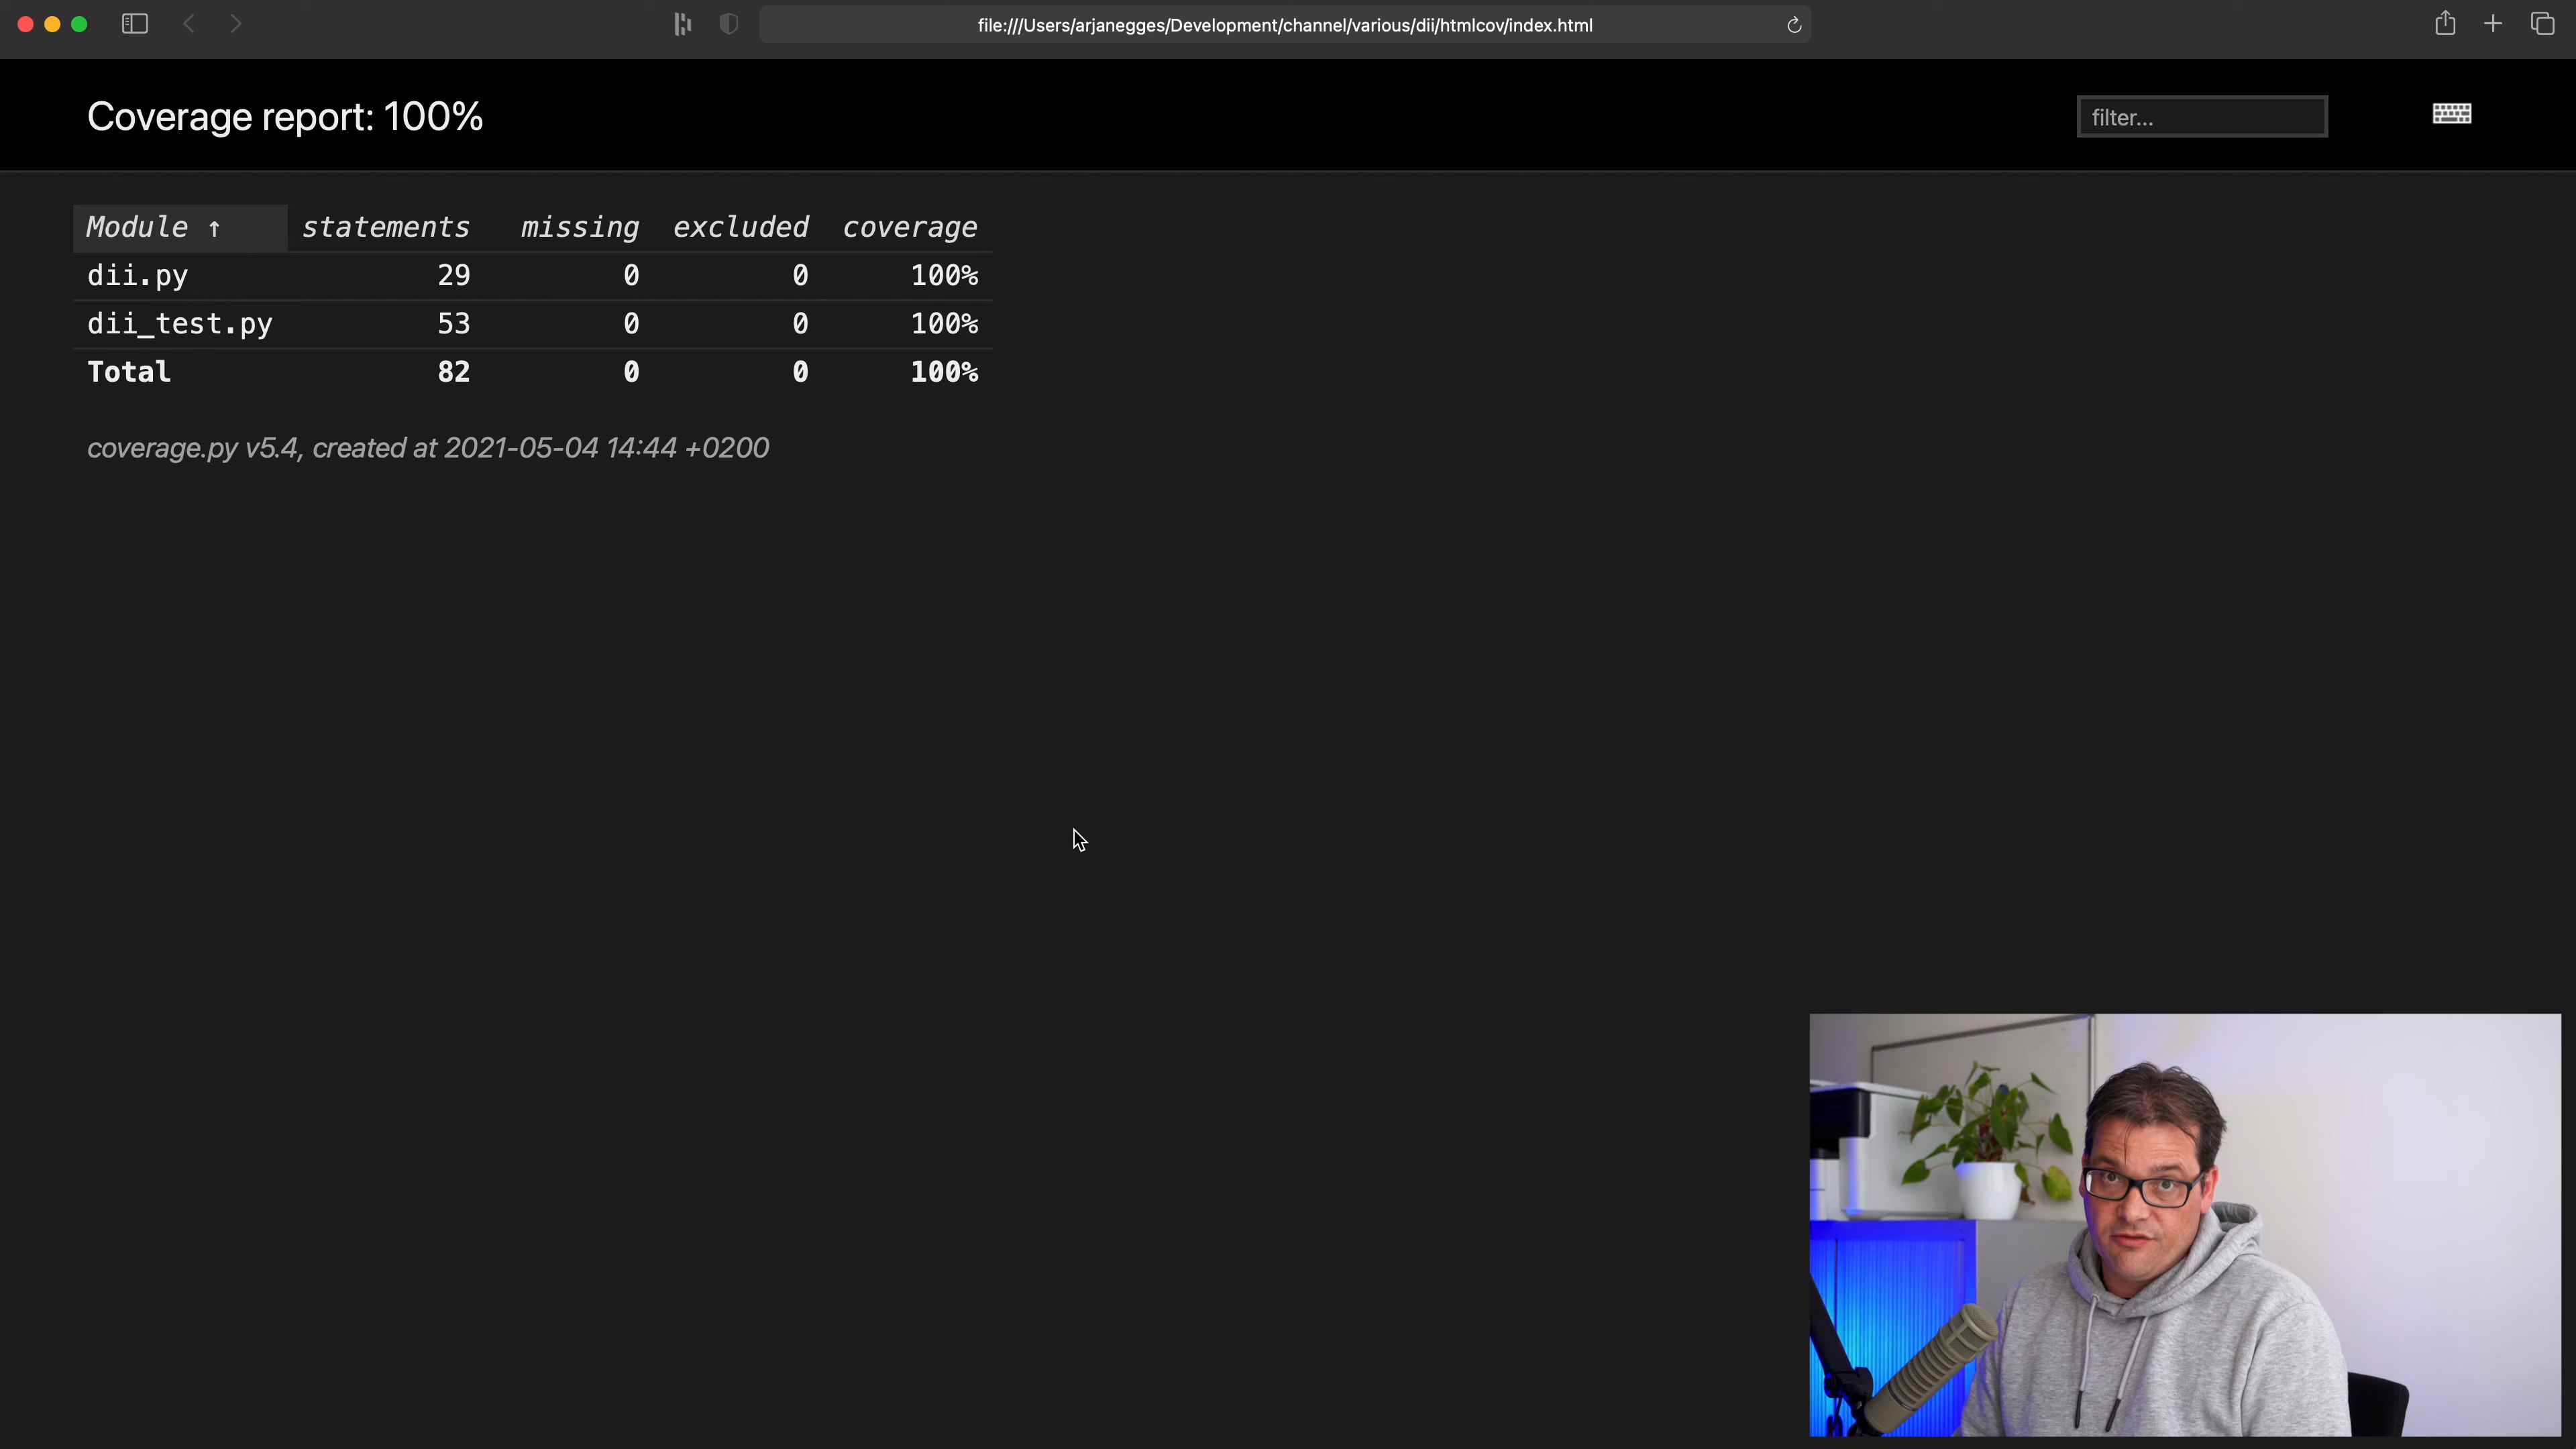 file:///Users/arjanegges/Development/channel/various/dii/htmlcov/index.html
Coverage report: 100%
filter...
Module ↑ statements missing excluded coverage
dii.py 29 0 0 100%
dii_test.py 53 0 0 100%
Total 82 0 0 100%
coverage.py v5.4, created at 2021-05-04 14:44 +0200